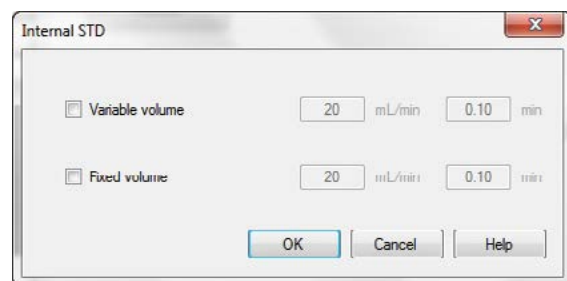 Internal STD
Variable volume 20 mL/min 0.10 min
Fixed volume 20 mL/min 0.10 min
OK Cancel Help